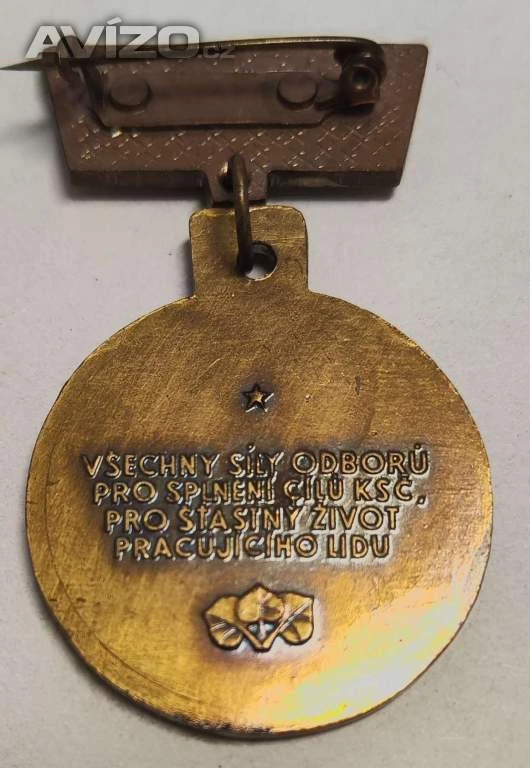 AVÍZO.cz
VŠECHNY SÍLY ODBORŮ
PRO SPLNĚNÍ CÍLŮ KSČ,
PRO ŠŤASTNÝ ŽIVOT
PRACUJÍCÍHO LIDU